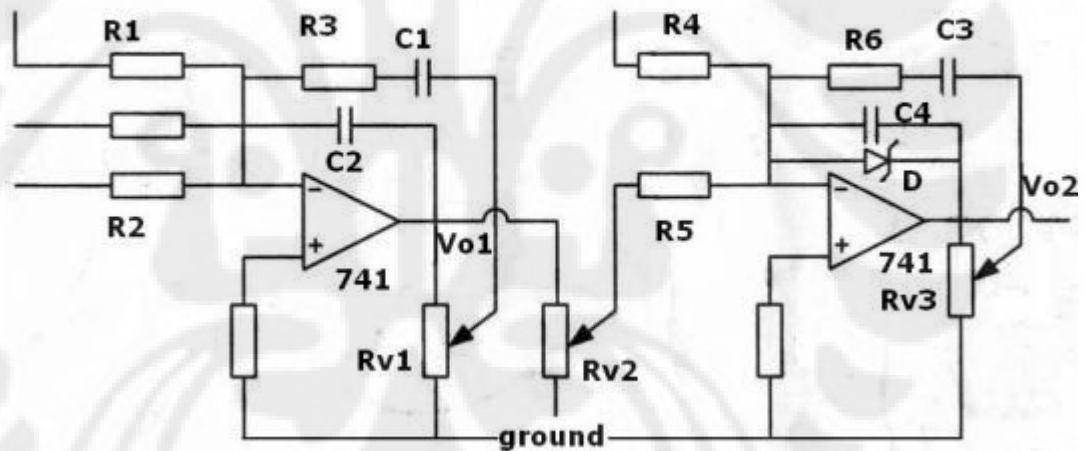 R1
R3
C1
R4
R6
C3
C2
C4
D
R2
R5
Vo2
−
+
Vo1
741
−
+
741
Rv1
Rv2
Rv3
ground